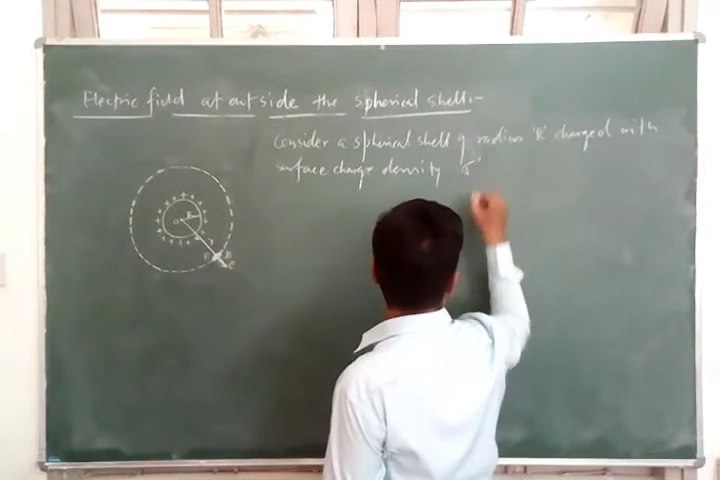 Electric field at outside the spherical shell:-
Consider a spherical shell of radius 'R' charged with
surface charge density σ'
O R
r
P